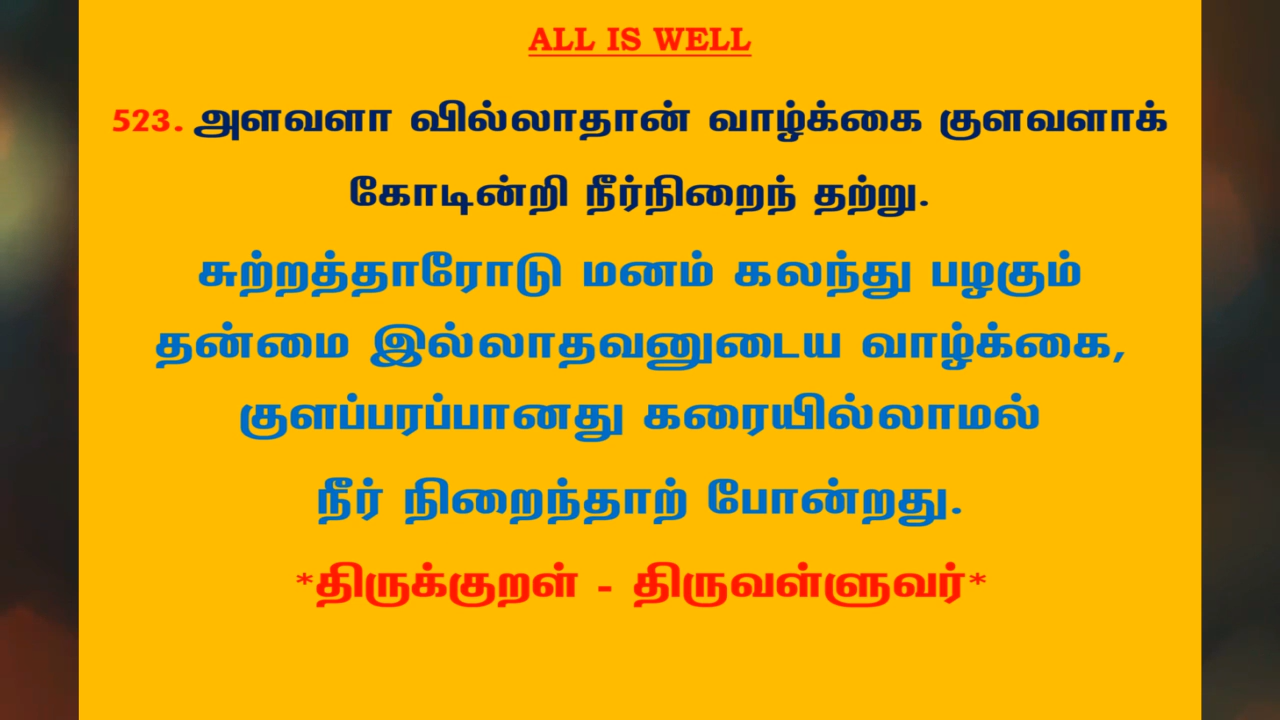 ALL IS WELL
523. அளவளா வில்லாதான் வாழ்க்கை குளவளாக்
கோடின்றி நீர்நிறைந் தற்று.
சுற்றத்தாரோடு மனம் கலந்து பழகும்
தன்மை இல்லாதவனுடைய வாழ்க்கை,
குளப்பரப்பானது கரையில்லாமல்
நீர் நிறைந்தாற் போன்றது.
*திருக்குறள் - திருவள்ளுவர்*